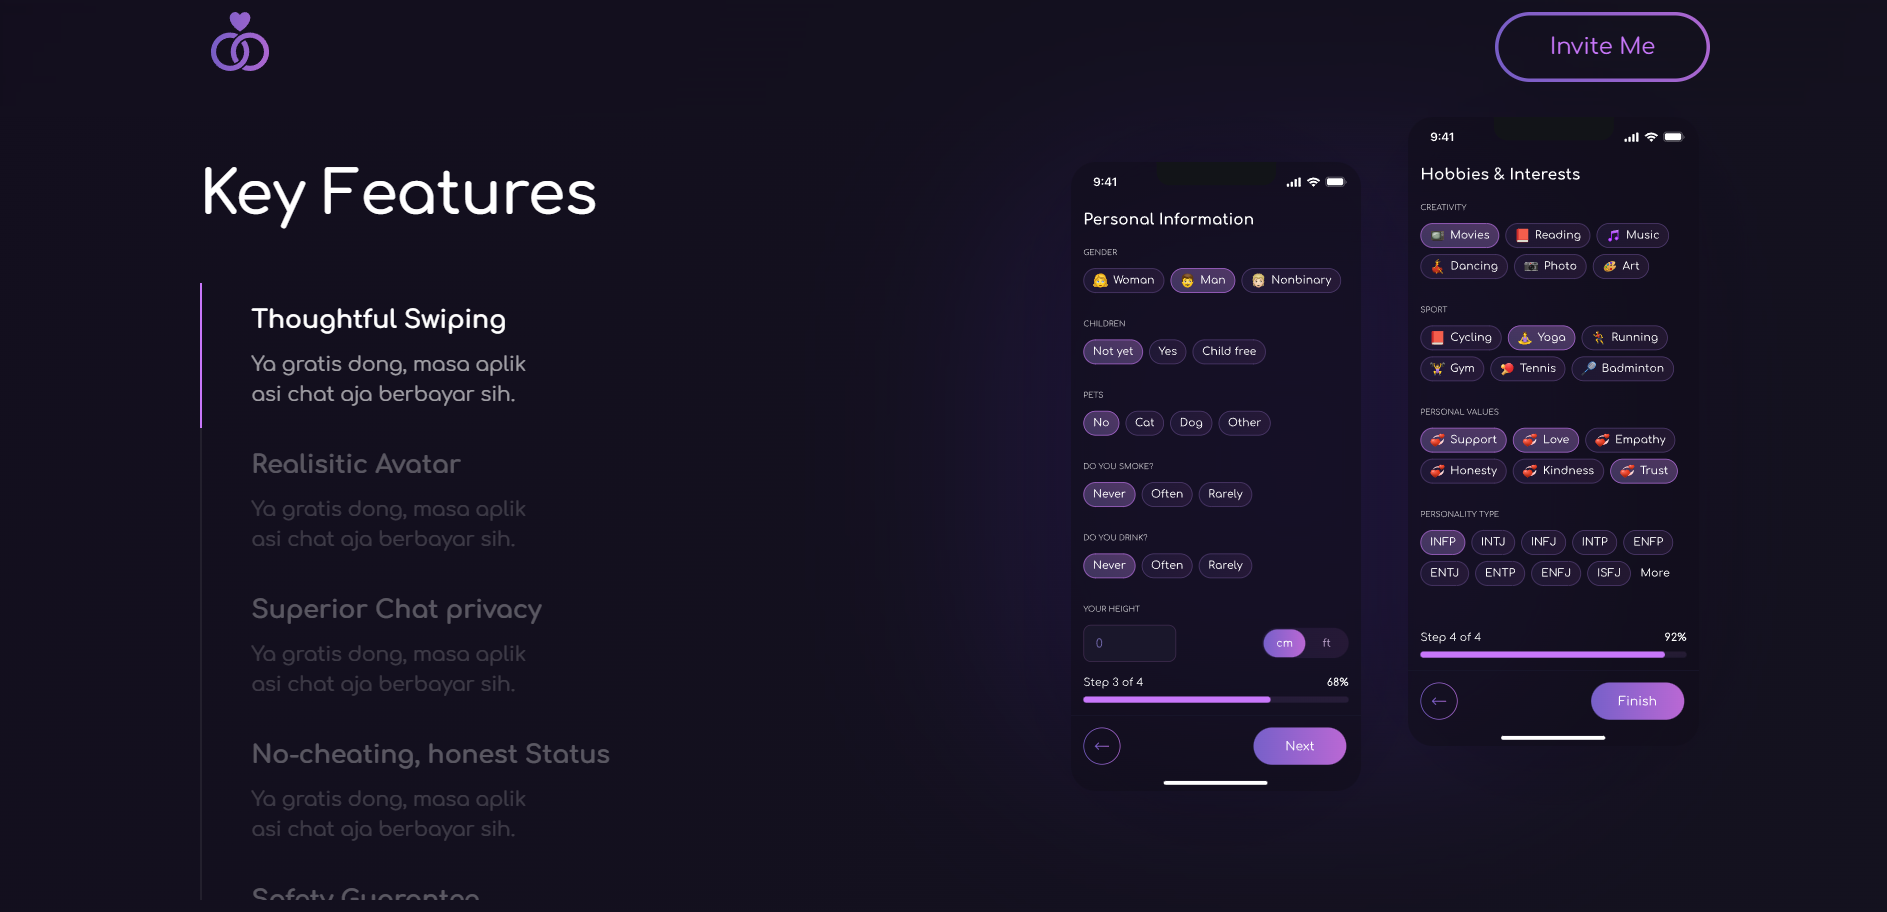 Invite Me
Key Features
Thoughtful Swiping
Ya gratis dong, masa aplik
asi chat aja berbayar sih.
Realisitic Avatar
Ya gratis dong, masa aplik
asi chat aja berbayar sih.
Superior Chat privacy
Ya gratis dong, masa aplik
asi chat aja berbayar sih.
No-cheating, honest Status
Ya gratis dong, masa aplik
asi chat aja berbayar sih.
Safety Guarantee
9:41
Personal Information
GENDER
Woman Man Nonbinary
CHILDREN
Not yet Yes Child free
PETS
No Cat Dog Other
DO YOU SMOKE?
Never Often Rarely
DO YOU DRINK?
Never Often Rarely
YOUR HEIGHT
0 cm ft
Step 3 of 4 68%
Next
9:41
Hobbies & Interests
CREATIVITY
Movies Reading Music
Dancing Photo Art
SPORT
Cycling Yoga Running
Gym Tennis Badminton
PERSONAL VALUES
Support Love Empathy
Honesty Kindness Trust
PERSONALITY TYPE
INFP INTJ INFJ INTP ENFP
ENTJ ENTP ENFJ ISFJ More
Step 4 of 4 92%
Finish